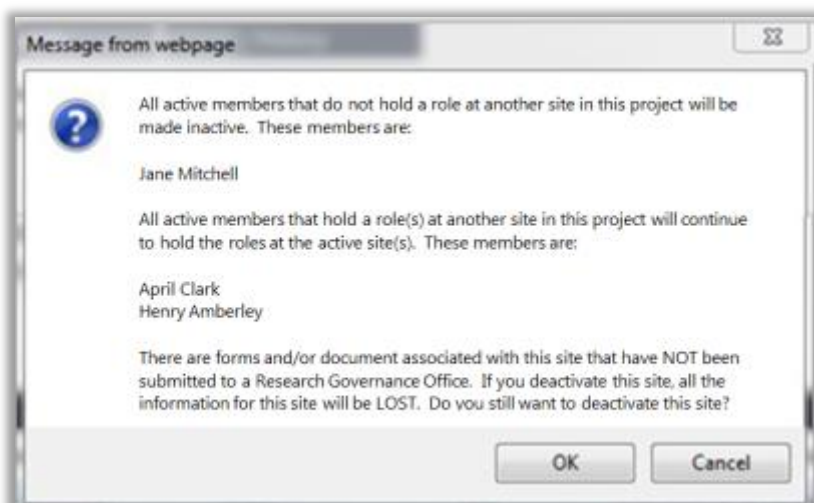 Message from webpage
All active members that do not hold a role at another site in this project will be
made inactive. These members are:
Jane Mitchell
All active members that hold a role(s) at another site in this project will continue
to hold the roles at the active site(s). These members are:
April Clark
Henry Amberley
There are forms and/or document associated with this site that have NOT been
submitted to a Research Governance Office. If you deactivate this site, all the
information for this site will be LOST. Do you still want to deactivate this site?
OK Cancel